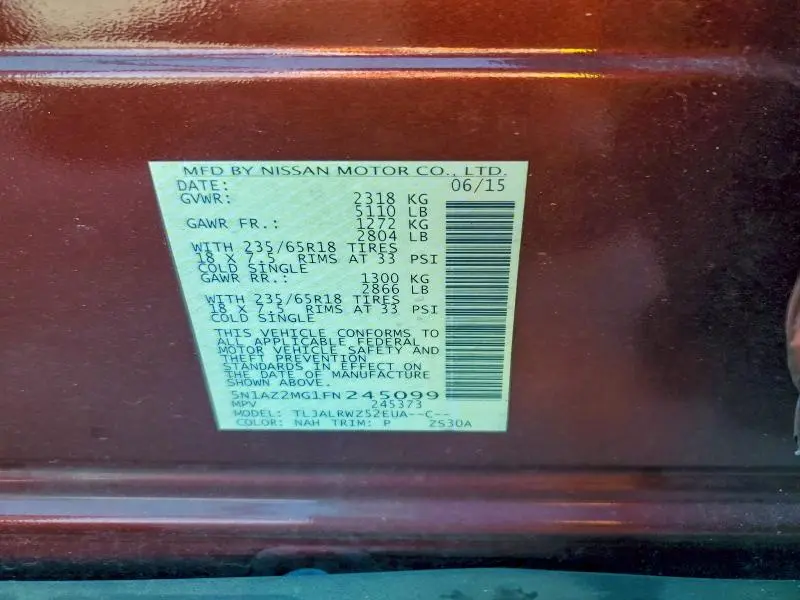 MFD BY NISSAN MOTOR CO., LTD.
DATE: 06/15
GVWR: 2318 KG
5110 LB
GAWR FR.: 1272 KG
2804 LB
WITH 235/65R18 TIRES
18 X 7.5 RIMS AT 33 PSI
COLD SINGLE
GAWR RR.: 1300 KG
2866 LB
WITH 235/65R18 TIRES
18 X 7.5 RIMS AT 33 PSI
COLD SINGLE
THIS VEHICLE CONFORMS TO
ALL APPLICABLE FEDERAL
MOTOR VEHICLE SAFETY AND
THEFT PREVENTION
STANDARDS IN EFFECT ON
THE DATE OF MANUFACTURE
SHOWN ABOVE.
5N1AZ2MG1FN245099
MPV 245373
MODEL: TL3ALRWZ52EUA--C--
COLOR: NAH TRIM: P ZS30A